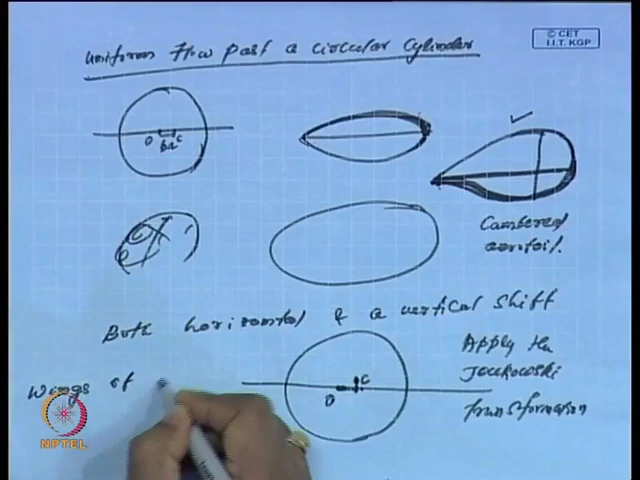 © CET
I.I.T. KGP
Uniform Flow past a circular cylinder
O C
Cambered
aerofoil.
Both horizontal & a vertical shift
Apply the
Joukowski
transformation
O C
Wings of
NPTEL